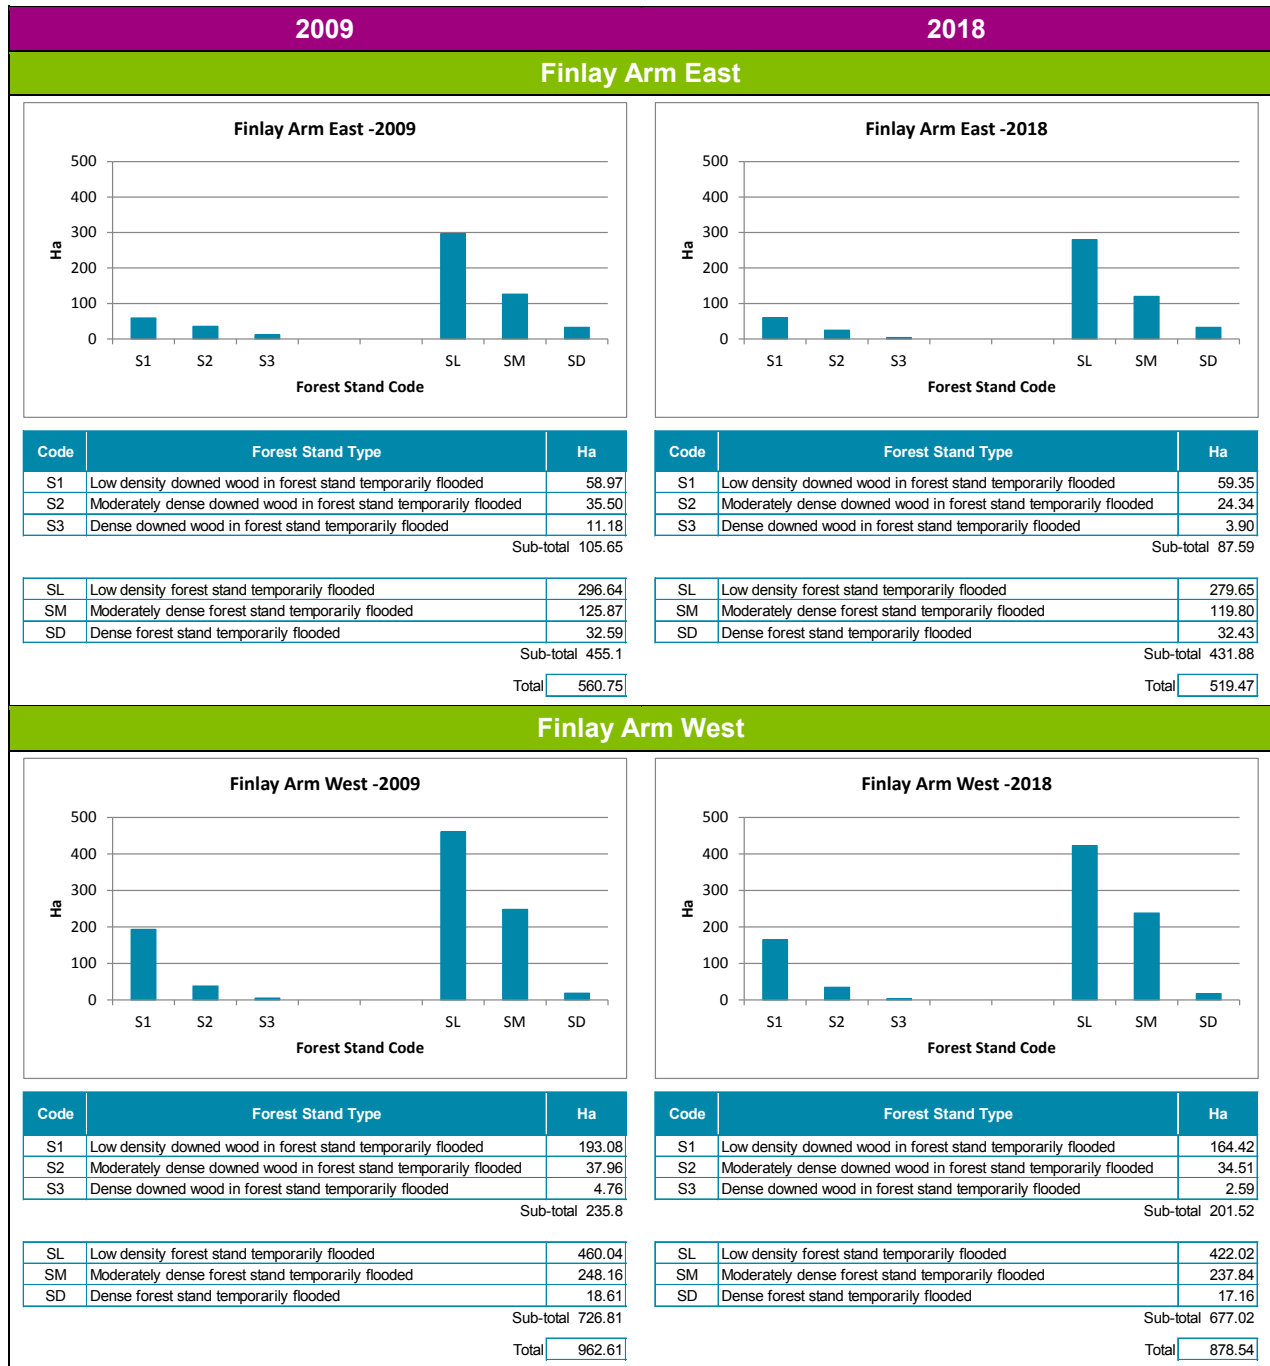 2009 2018
Finlay Arm East
Finlay Arm East -2009
500
400
300
200
100
0
Ha
S1 S2 S3 SL SM SD
Forest Stand Code
Finlay Arm East -2018
500
400
300
200
100
0
Ha
S1 S2 S3 SL SM SD
Forest Stand Code
Code Forest Stand Type Ha
S1 Low density downed wood in forest stand temporarily flooded 58.97
S2 Moderately dense downed wood in forest stand temporarily flooded 35.50
S3 Dense downed wood in forest stand temporarily flooded 11.18
Sub-total 105.65
SL Low density forest stand temporarily flooded 296.64
SM Moderately dense forest stand temporarily flooded 125.87
SD Dense forest stand temporarily flooded 32.59
Sub-total 455.1
Total 560.75
Code Forest Stand Type Ha
S1 Low density downed wood in forest stand temporarily flooded 59.35
S2 Moderately dense downed wood in forest stand temporarily flooded 24.34
S3 Dense downed wood in forest stand temporarily flooded 3.90
Sub-total 87.59
SL Low density forest stand temporarily flooded 279.65
SM Moderately dense forest stand temporarily flooded 119.80
SD Dense forest stand temporarily flooded 32.43
Sub-total 431.88
Total 519.47
Finlay Arm West
Finlay Arm West -2009
500
400
300
200
100
0
Ha
S1 S2 S3 SL SM SD
Forest Stand Code
Finlay Arm West -2018
500
400
300
200
100
0
Ha
S1 S2 S3 SL SM SD
Forest Stand Code
Code Forest Stand Type Ha
S1 Low density downed wood in forest stand temporarily flooded 193.08
S2 Moderately dense downed wood in forest stand temporarily flooded 37.96
S3 Dense downed wood in forest stand temporarily flooded 4.76
Sub-total 235.8
SL Low density forest stand temporarily flooded 460.04
SM Moderately dense forest stand temporarily flooded 248.16
SD Dense forest stand temporarily flooded 18.61
Sub-total 726.81
Total 962.61
Code Forest Stand Type Ha
S1 Low density downed wood in forest stand temporarily flooded 164.42
S2 Moderately dense downed wood in forest stand temporarily flooded 34.51
S3 Dense downed wood in forest stand temporarily flooded 2.59
Sub-total 201.52
SL Low density forest stand temporarily flooded 422.02
SM Moderately dense forest stand temporarily flooded 237.84
SD Dense forest stand temporarily flooded 17.16
Sub-total 677.02
Total 878.54